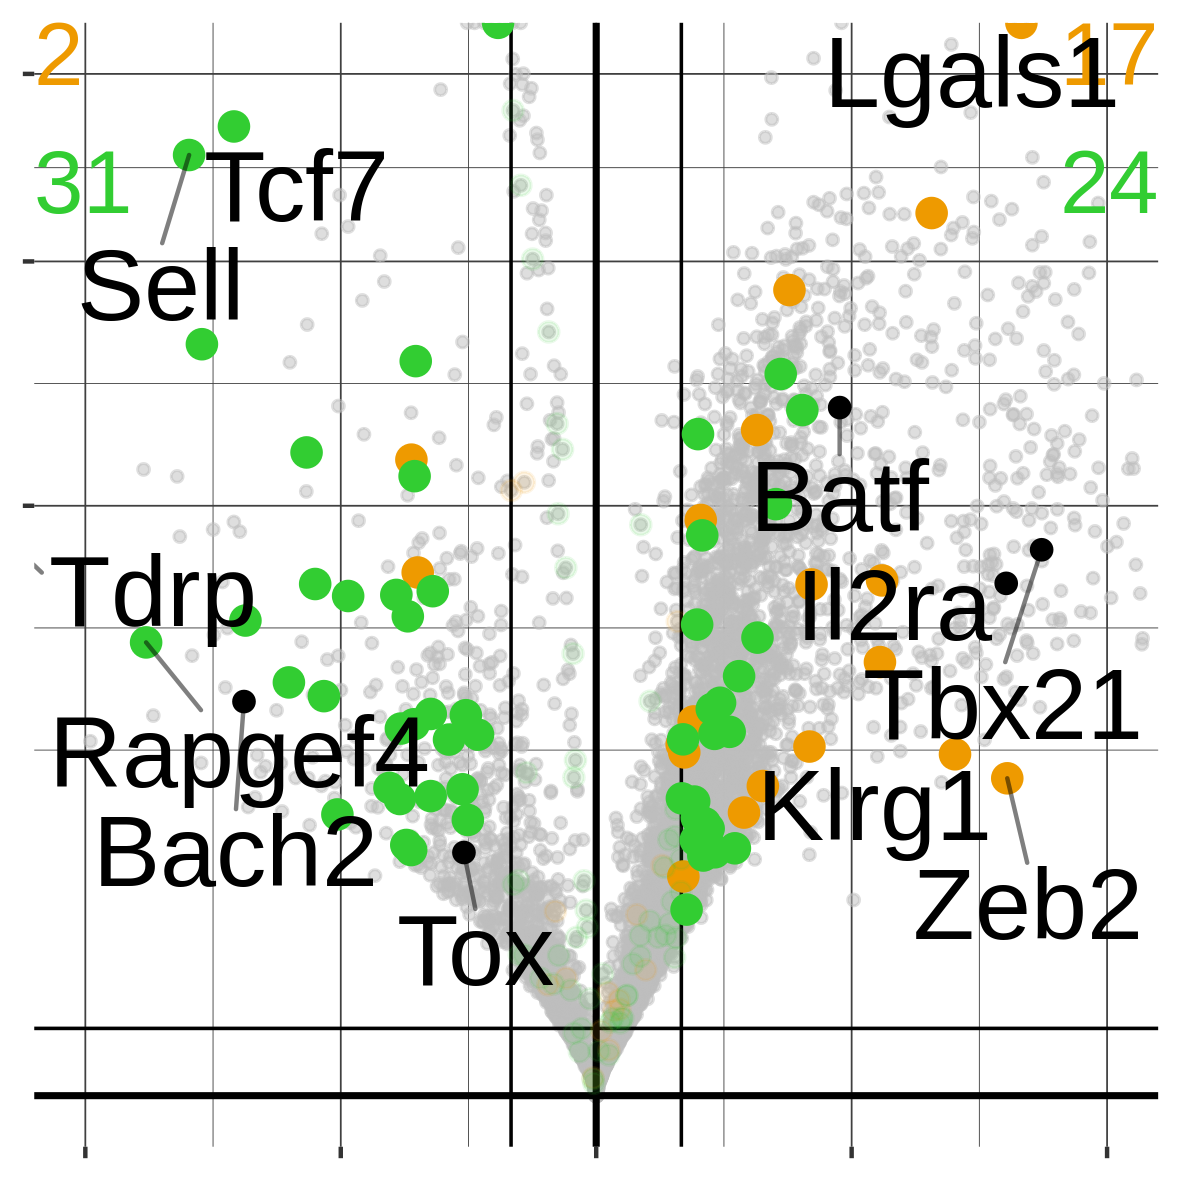 2
17
Lgals1
31
Tcf7
24
Sell
Batf
Tdrp
Il2ra
Tbx21
Rapgef4
Klrg1
Bach2
Zeb2
Tox